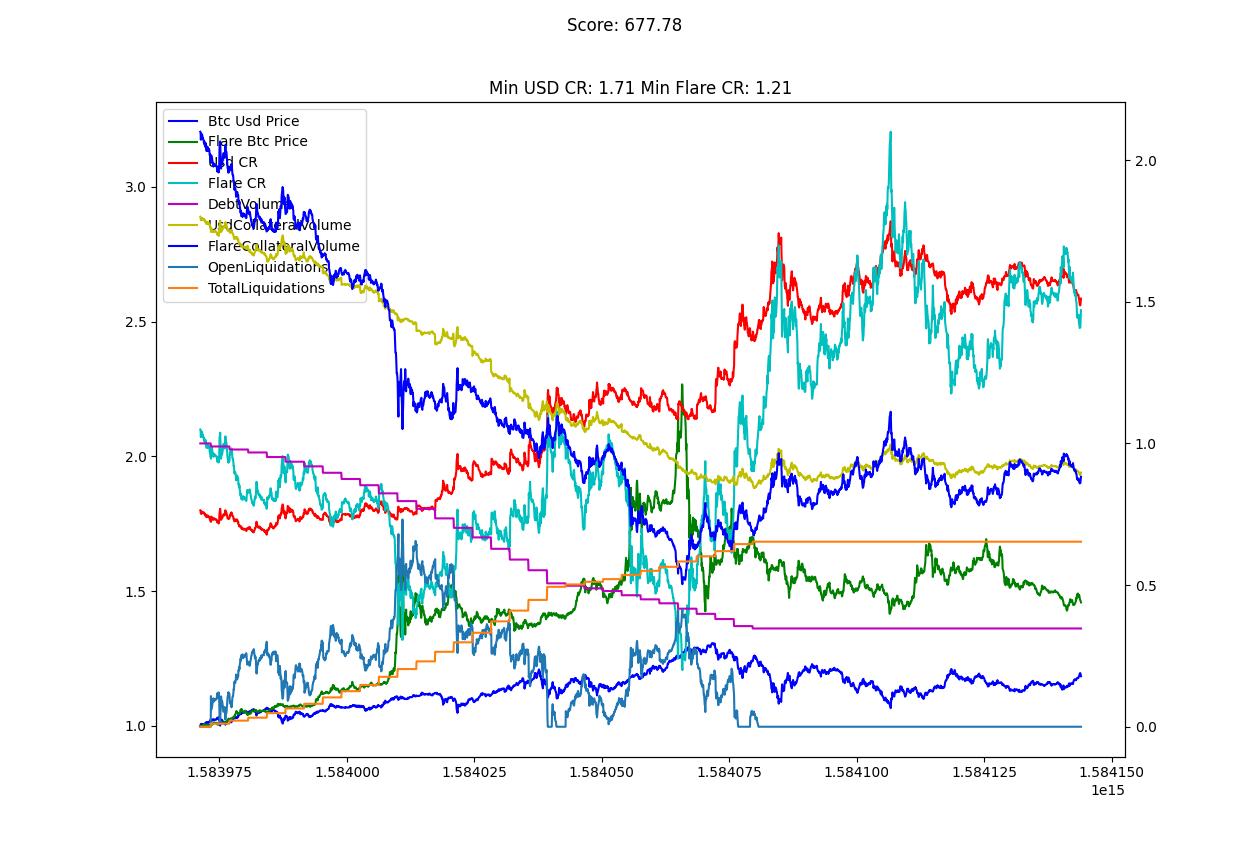 Score: 677.78
Min USD CR: 1.71 Min Flare CR: 1.21
Btc Usd Price
Flare Btc Price
Usd CR
Flare CR
DebtVolume
UsdCollateralVolume
FlareCollateralVolume
OpenLiquidations
TotalLiquidations
3.0
2.5
2.0
1.5
1.0
2.0
1.5
1.0
0.5
0.0
1.583975
1.584000
1.584025
1.584050
1.584075
1.584100
1.584125
1.584150
1e15